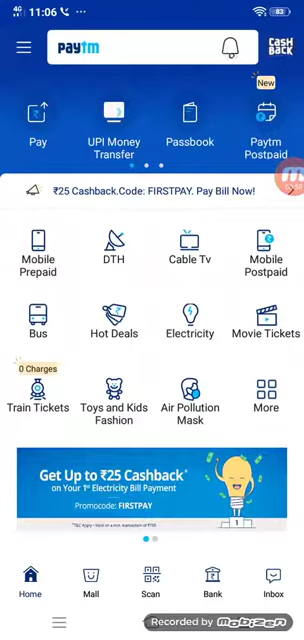 4G 11:06 83
paytm
CASH
BACK
New
Pay
UPI Money
Transfer
Passbook
Paytm
Postpaid
₹25 Cashback.Code: FIRSTPAY. Pay Bill Now!
Mobile
Prepaid
DTH
Cable Tv
Mobile
Postpaid
Bus
Hot Deals
Electricity
Movie Tickets
0 Charges
Train Tickets
Toys and Kids
Fashion
Air Pollution
Mask
More
Get Up to ₹25 Cashback*
on Your 1st Electricity Bill Payment
Promocode: FIRSTPAY
1
Home
Mall
Scan
Bank
Inbox
Recorded by mobizen